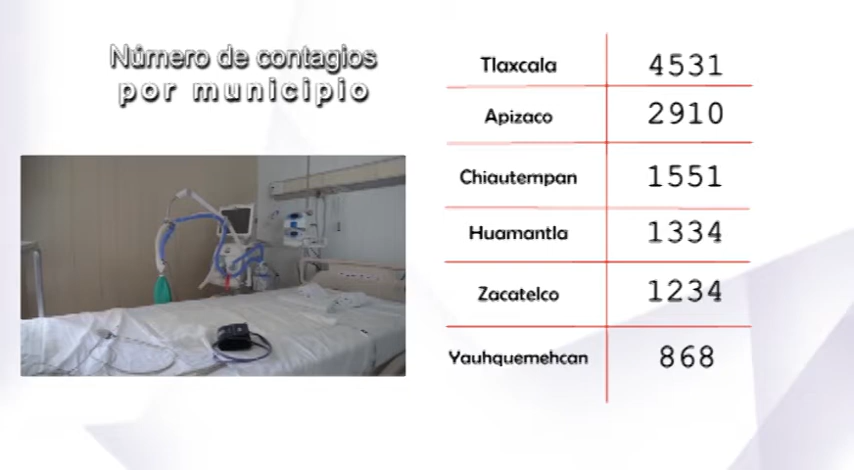 Número de contagios
por municipio
Tlaxcala 4531
Apizaco 2910
Chiautempan 1551
Huamantla 1334
Zacatelco 1234
Yauhquemehcan 868